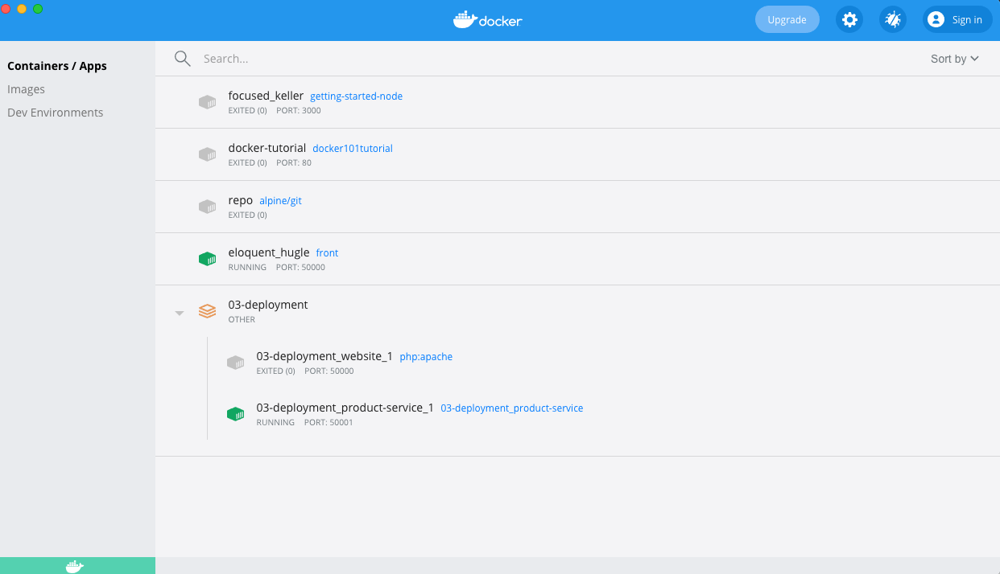 docker
Upgrade
Sign in
Containers / Apps
Images
Dev Environments
Search...
Sort by
focused_keller getting-started-node
EXITED (0) PORT: 3000
docker-tutorial docker101tutorial
EXITED (0) PORT: 80
repo alpine/git
EXITED (0)
eloquent_hugle front
RUNNING PORT: 50000
03-deployment
OTHER
03-deployment_website_1 php:apache
EXITED (0) PORT: 50000
03-deployment_product-service_1 03-deployment_product-service
RUNNING PORT: 50001